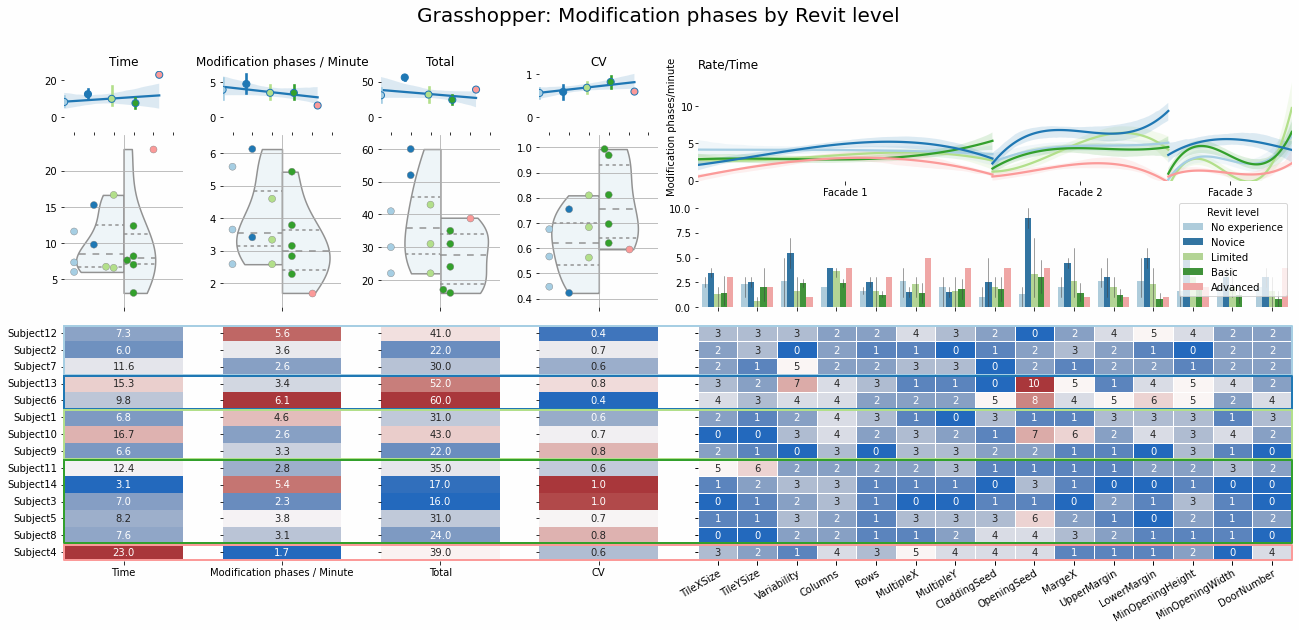 Grasshopper: Modification phases by Revit level
Time
Modification phases / Minute
Total
CV
Rate/Time
20
0
5
0
50
0
1
0
Modification phases/minute
10
5
0
Facade 1
Facade 2
Facade 3
20
15
10
5
6
5
4
3
2
60
50
40
30
20
1.0
0.9
0.8
0.7
0.6
0.5
0.4
10.0
7.5
5.0
2.5
0.0
Revit level
No experience
Novice
Limited
Basic
Advanced
Subject12 7.3 5.6 41.0 0.4 3 3 3 2 2 4 3 2 0 2 4 5 4 2 2
Subject2 6.0 3.6 22.0 0.7 2 3 0 2 1 1 0 1 2 3 2 1 0 2 2
Subject7 11.6 2.6 30.0 0.6 2 1 5 2 2 3 3 0 2 1 2 2 1 2 2
Subject13 15.3 3.4 52.0 0.8 3 2 7 4 3 1 1 0 10 5 1 4 5 4 2
Subject6 9.8 6.1 60.0 0.4 4 3 4 4 2 2 2 5 8 4 5 6 5 2 4
Subject1 6.8 4.6 31.0 0.6 2 1 2 4 3 1 0 3 2 1 3 3 3 1 3
Subject10 16.7 2.6 43.0 0.7 0 0 3 4 2 3 2 1 7 6 2 4 3 4 2
Subject9 6.6 3.3 22.0 0.8 2 1 0 3 0 3 3 2 2 1 1 0 3 1 0
Subject11 12.4 2.8 35.0 0.6 5 6 2 2 2 2 3 1 1 1 1 2 2 3 2
Subject14 3.1 5.4 17.0 1.0 1 2 3 3 1 1 1 0 3 1 0 0 1 0 0
Subject3 7.0 2.3 16.0 1.0 0 1 2 3 1 0 0 1 1 0 2 1 3 1 0
Subject5 8.2 3.8 31.0 0.7 1 1 3 2 1 3 3 3 6 2 1 0 2 1 2
Subject8 7.6 3.1 24.0 0.8 0 0 2 2 1 2 2 4 4 3 2 1 1 1 0
Subject4 23.0 1.7 39.0 0.6 3 2 1 4 3 5 4 4 4 1 1 1 2 0 4
Time
Modification phases / Minute
Total
CV
TileXSize
TileYSize
Variability
Columns
Rows
MultipleX
MultipleY
CladdingSeed
OpeningSeed
MargeX
UpperMargin
LowerMargin
MinOpeningHeight
MinOpeningWidth
DoorNumber